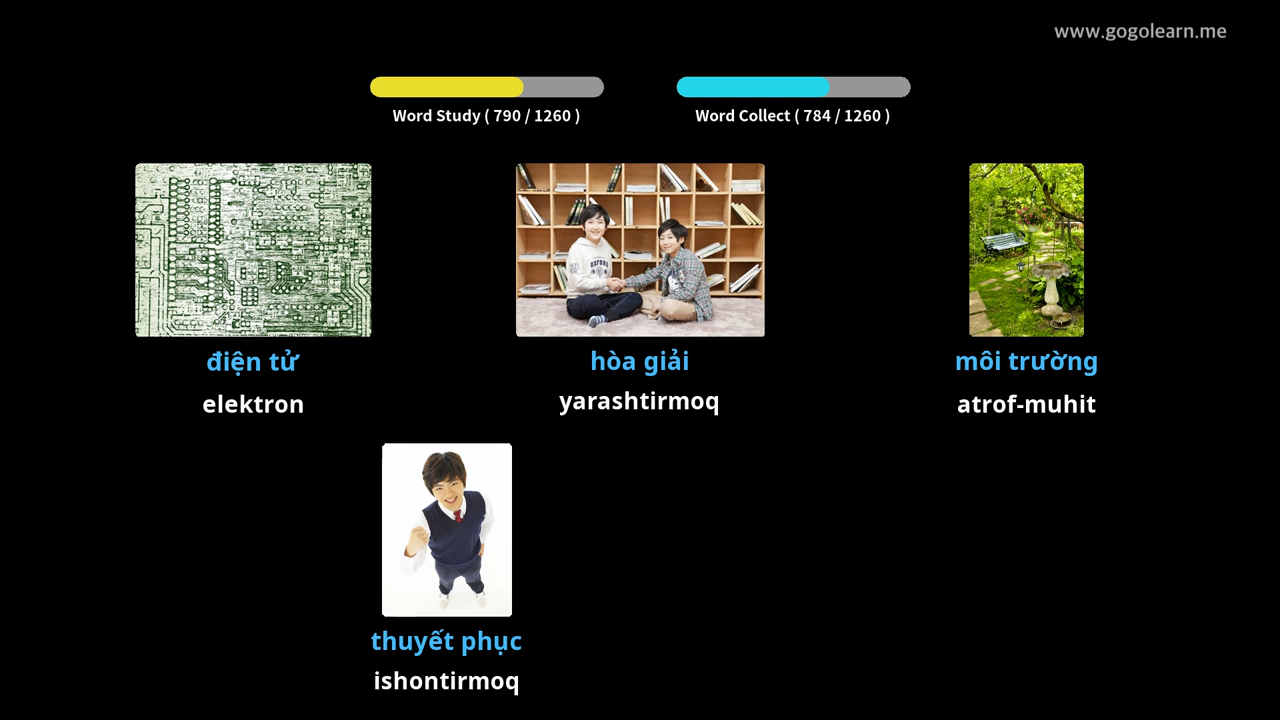 www.gogolearn.me
Word Study ( 790 / 1260 )
Word Collect ( 784 / 1260 )
điện tử
hòa giải
môi trường
elektron
yarashtirmoq
atrof-muhit
thuyết phục
ishontirmoq